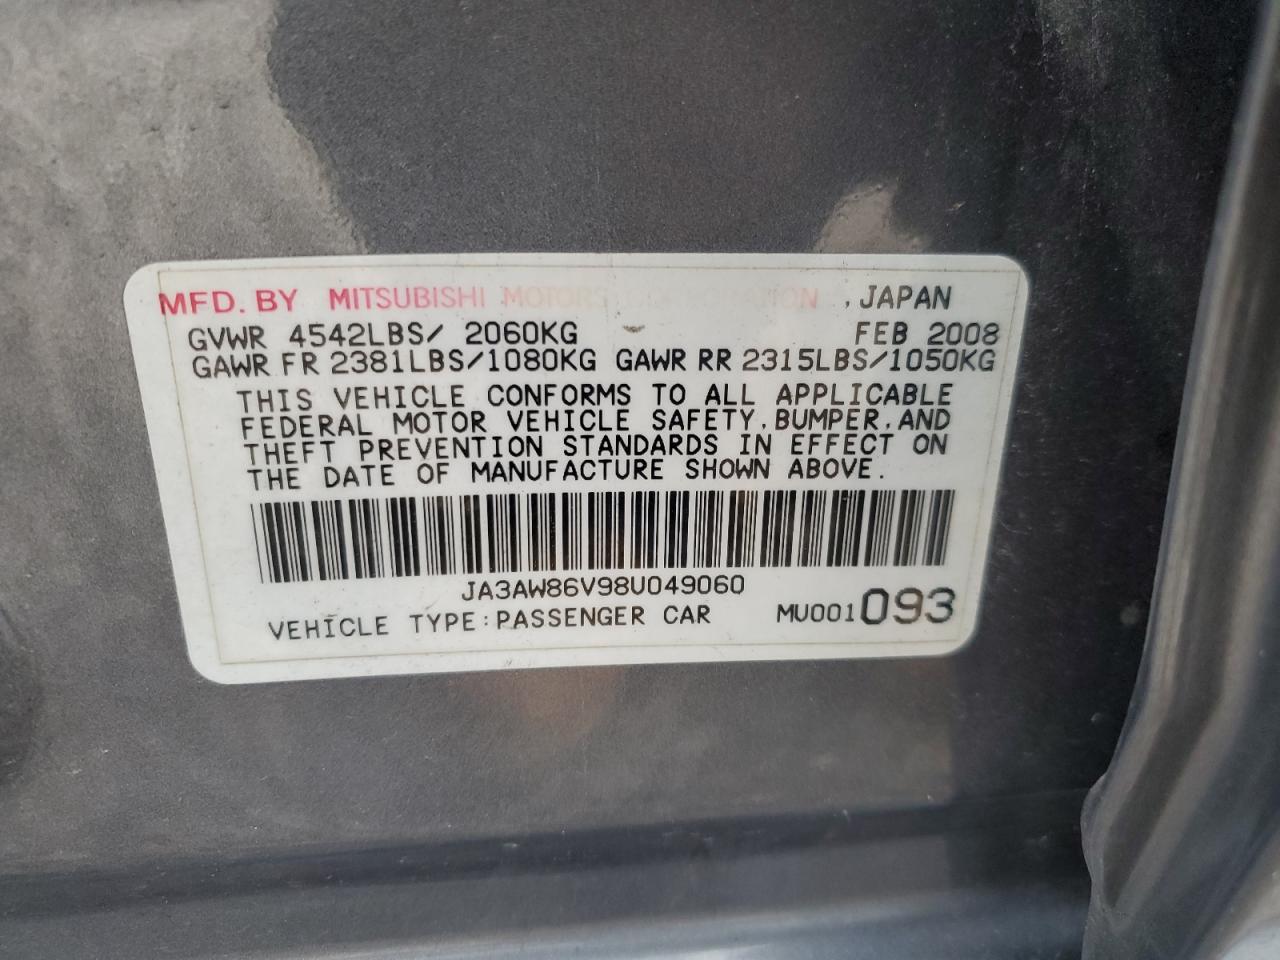 MFD. BY MITSUBISHI MOTORS CORPORATION , JAPAN
GVWR 4542LBS/ 2060KG FEB 2008
GAWR FR 2381LBS/1080KG GAWR RR 2315LBS/1050KG
THIS VEHICLE CONFORMS TO ALL APPLICABLE
FEDERAL MOTOR VEHICLE SAFETY, BUMPER, AND
THEFT PREVENTION STANDARDS IN EFFECT ON
THE DATE OF MANUFACTURE SHOWN ABOVE.
JA3AW86V98U049060
VEHICLE TYPE:PASSENGER CAR MU001093